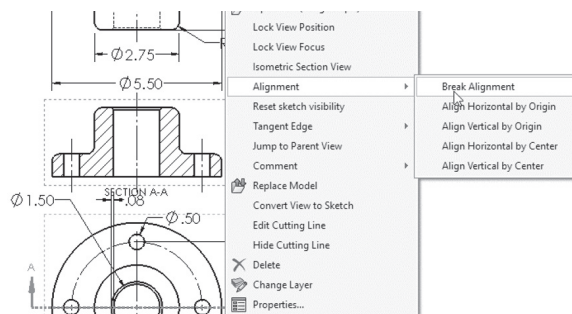 Lock View Position
Lock View Focus
Isometric Section View
Alignment
Reset sketch visibility
Tangent Edge
Jump to Parent View
Comment
Replace Model
Convert View to Sketch
Edit Cutting Line
Hide Cutting Line
Delete
Change Layer
Properties...
Break Alignment
Align Horizontal by Origin
Align Vertical by Origin
Align Horizontal by Center
Align Vertical by Center
Ø2.75
Ø5.50
SECTION A-A
Ø1.50
.08
Ø.50
A